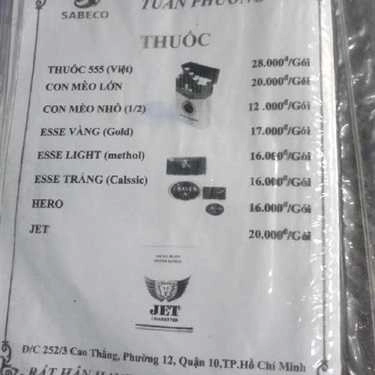 SABECO
TUẤN PHƯƠNG
THUỐC
THUỐC 555 (Việt) 28.000đ/Gói
CON MÈO LỚN 20.000đ/Gói
CON MÈO NHỎ (1/2) 12.000đ/Gói
ESSE VÀNG (Gold) 17.000đ/Gói
ESSE LIGHT (methol) 16.000đ/Gói
ESSE TRẮNG (Calssic) 16.000đ/Gói
CRAVEN
HERO 16.000đ/Gói
JET 20.000đ/Gói
JET
Đ/C 252/3 Cao Thắng, Phường 12, Quận 10,TP.Hồ Chí Minh
RẤT HÂN